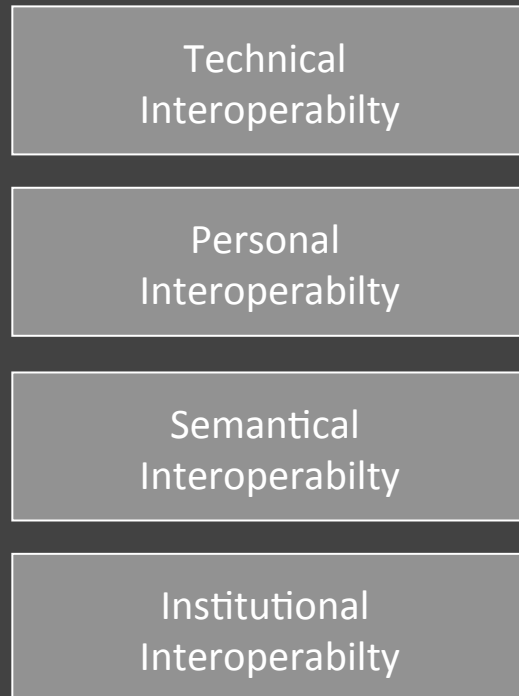 Technical
Interoperabilty
Personal
Interoperabilty
Semantical
Interoperabilty
Institutional
Interoperabilty